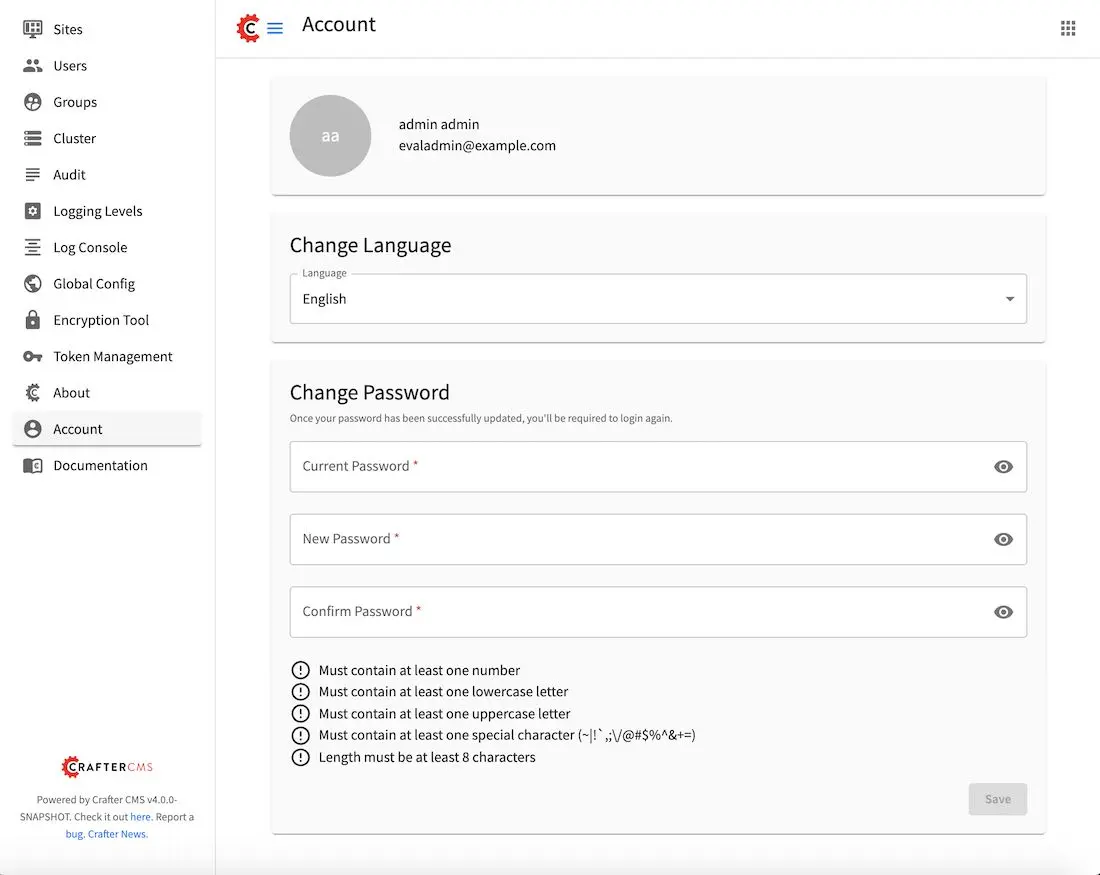 Sites
Users
Groups
Cluster
Audit
Logging Levels
Log Console
Global Config
Encryption Tool
Token Management
About
Account
Documentation
CRAFTERCMS
Powered by Crafter CMS v4.0.0-
SNAPSHOT. Check it out here. Report a
bug. Crafter News.
Account
aa
admin admin
evaladmin@example.com
Change Language
Language
English
Change Password
Once your password has been successfully updated, you'll be required to login again.
Current Password *
New Password *
Confirm Password *
Must contain at least one number
Must contain at least one lowercase letter
Must contain at least one uppercase letter
Must contain at least one special character (~|!`,;\/@#$%^&+=)
Length must be at least 8 characters
Save